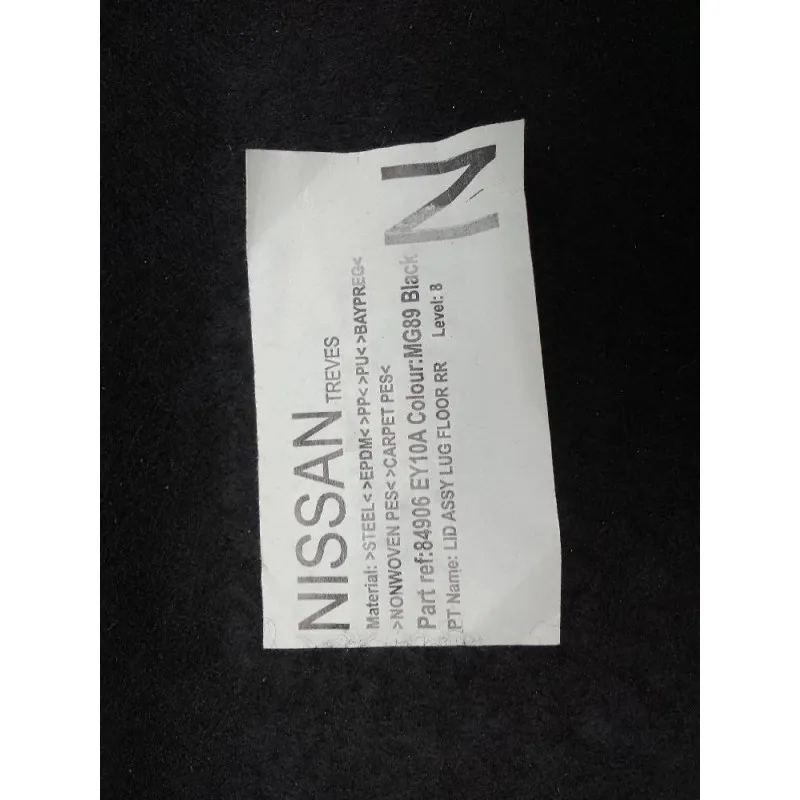 NISSAN TREVES
Material: >STEEL< >EPDM< >PP< >PU< >BAYPREG<
>NONWOVEN PES< >CARPET PES<
Part ref:84906 EY10A Colour:MG89 Black
PT Name: LID ASSY LUG FLOOR RR Level: 8
N